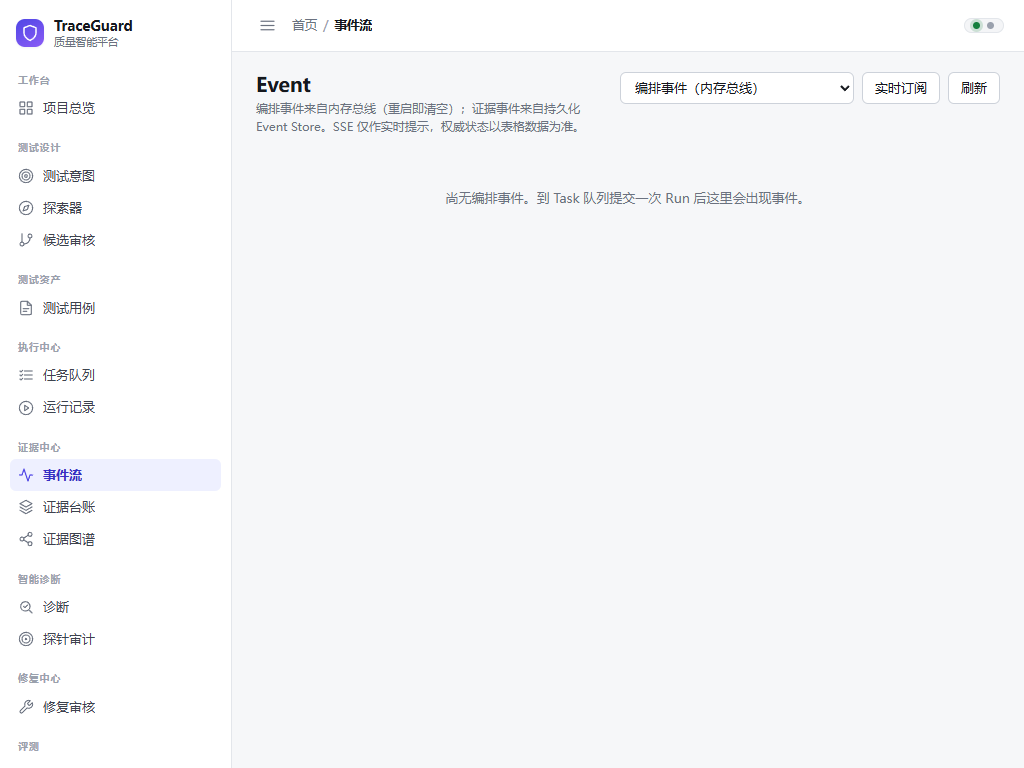 TraceGuard
质量智能平台
工作台
项目总览
测试设计
测试意图
探索器
候选审核
测试资产
测试用例
执行中心
任务队列
运行记录
证据中心
事件流
证据台账
证据图谱
智能诊断
诊断
探针审计
修复中心
修复审核
评测
首页 / 事件流
Event
编排事件来自内存总线（重启即清空）；证据事件来自持久化
Event Store。SSE 仅作实时提示，权威状态以表格数据为准。
编排事件（内存总线）
实时订阅
刷新
尚无编排事件。到 Task 队列提交一次 Run 后这里会出现事件。